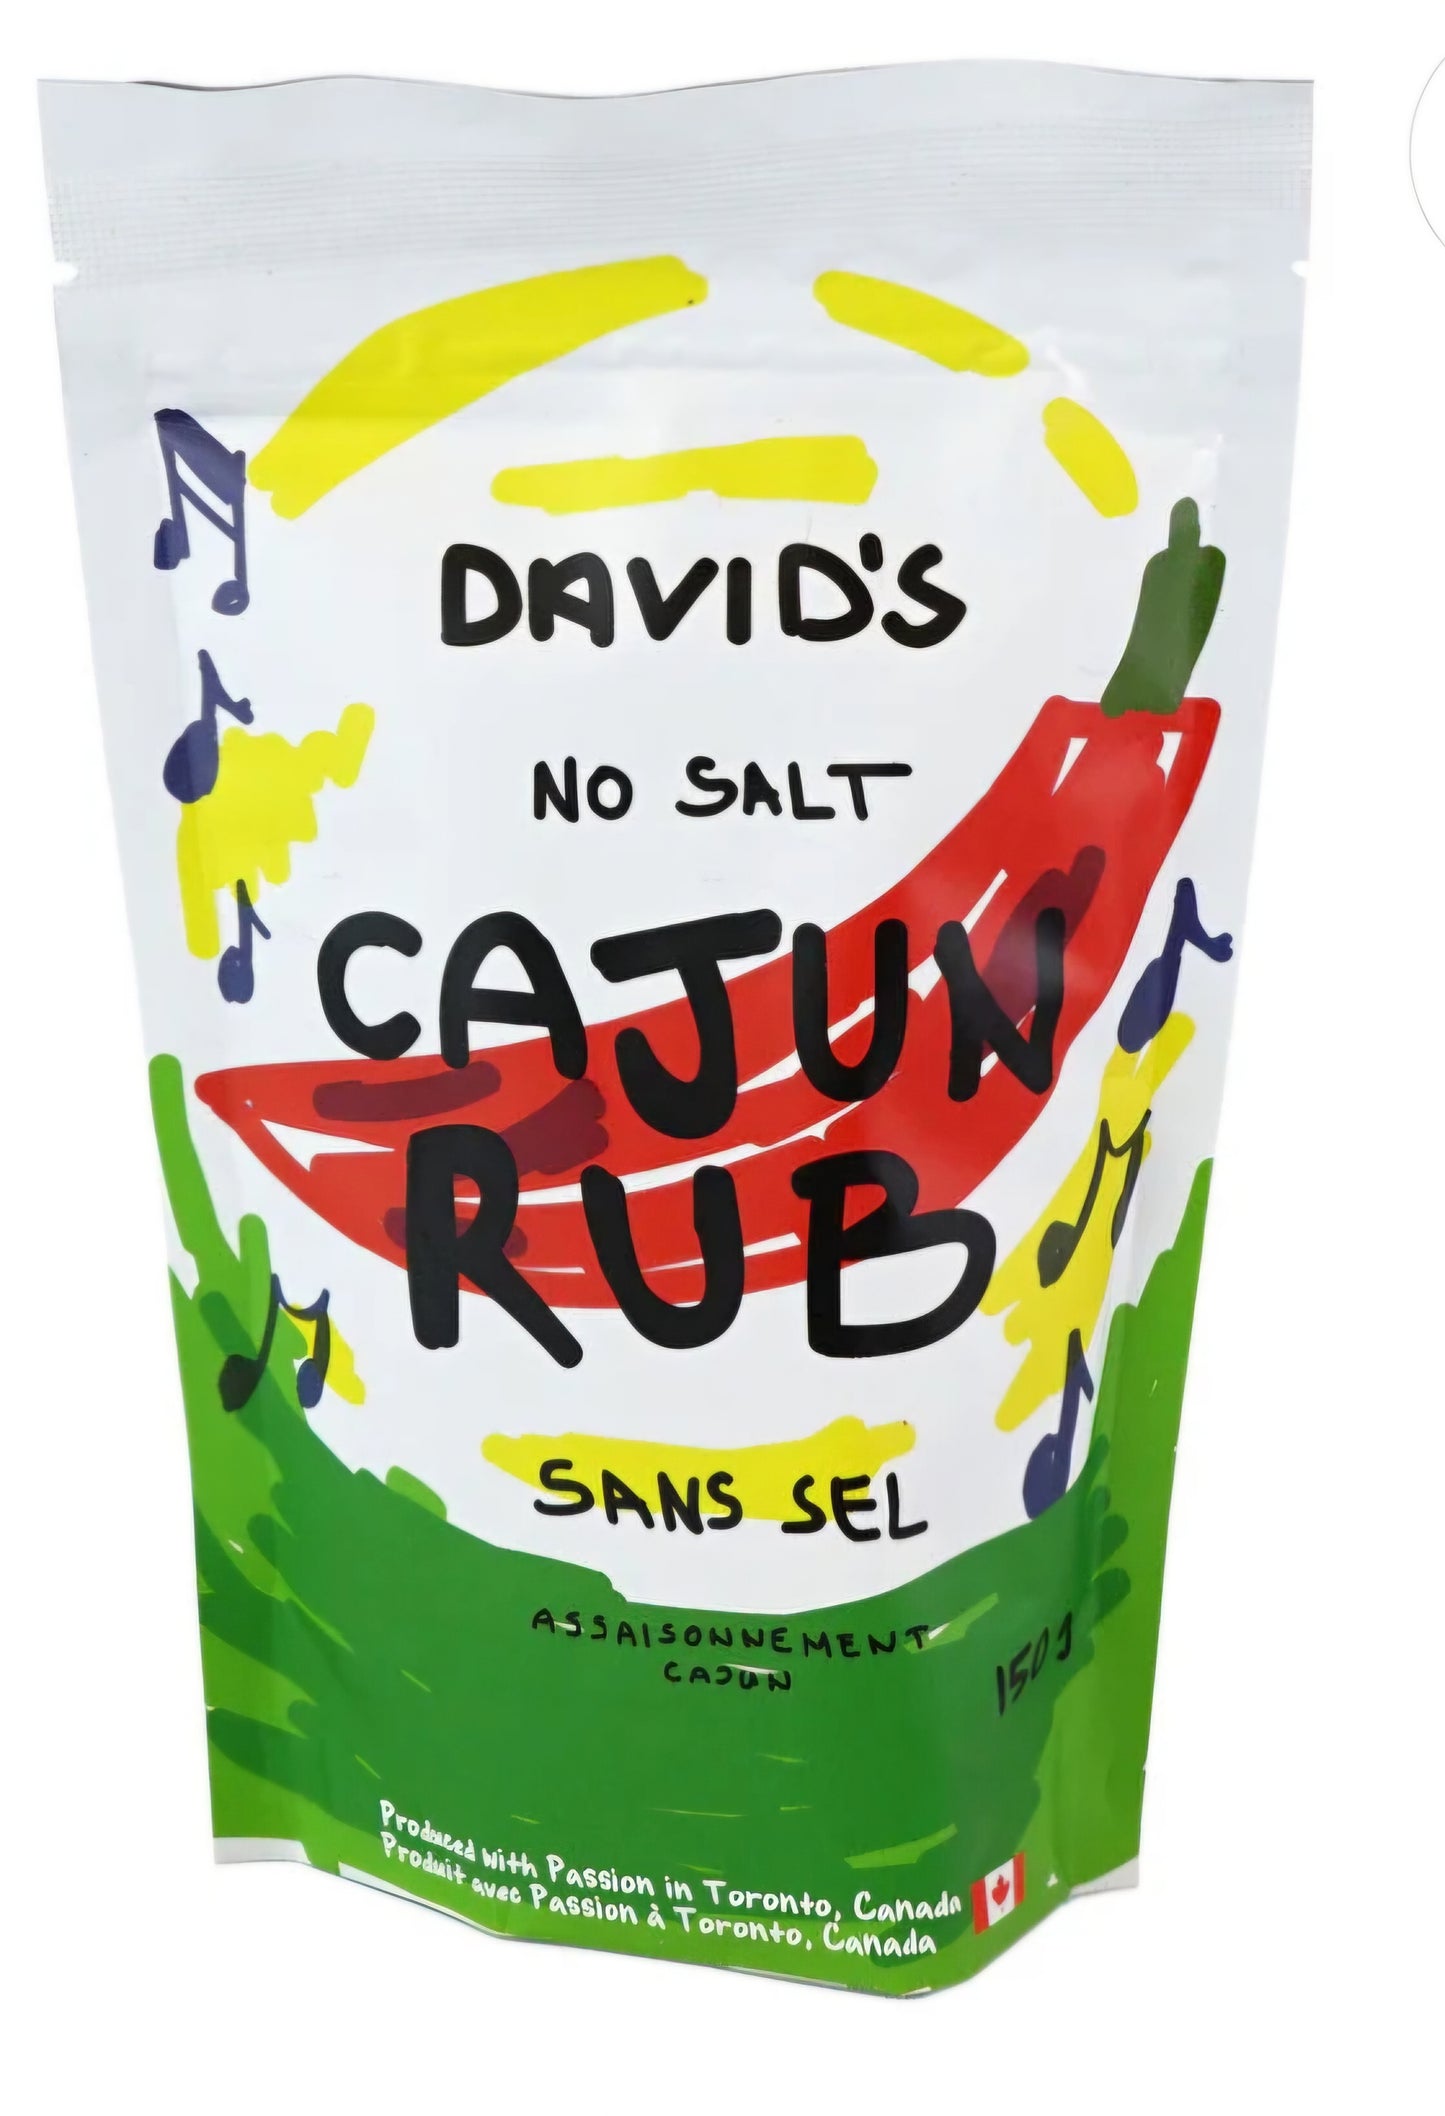 DAVID'S
NO SALT
CAJUN
RUB
SANS SEL
ASSAISONNEMENT
CAJUN
150 g
Produced with Passion in Toronto, Canada
Produit avec Passion à Toronto, Canada